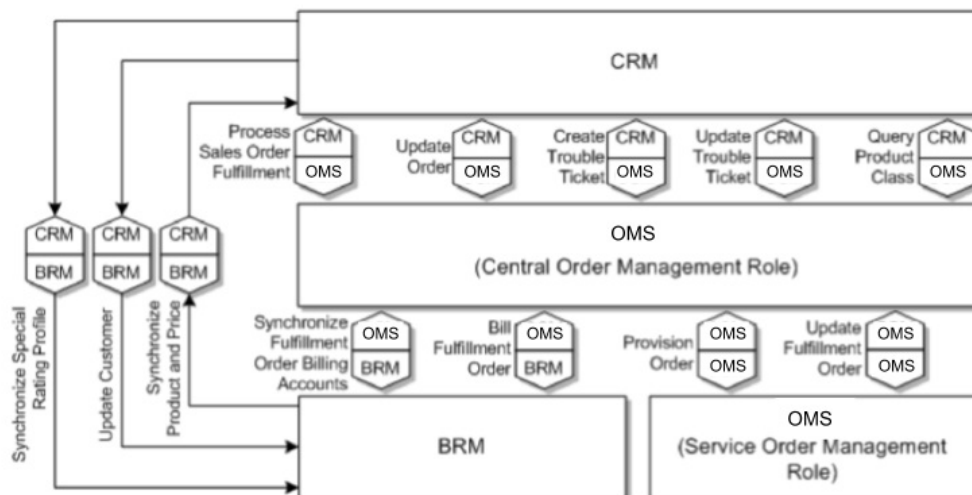 CRM
Process
Sales Order
Fulfillment
CRM
OMS
Update
Order
CRM
OMS
Create
Trouble
Ticket
CRM
OMS
Update
Trouble
Ticket
CRM
OMS
Query
Product
Class
CRM
OMS
CRM
BRM
CRM
BRM
CRM
BRM
Synchronize Special
Rating Profile
Update Customer
Synchronize
Product and Price
OMS
(Central Order Management Role)
Synchronize
Fulfillment
Order Billing
Accounts
OMS
BRM
Bill
Fulfillment
Order
OMS
BRM
Provision
Order
OMS
OMS
Update
Fulfillment
Order
OMS
OMS
BRM
OMS
(Service Order Management
Role)